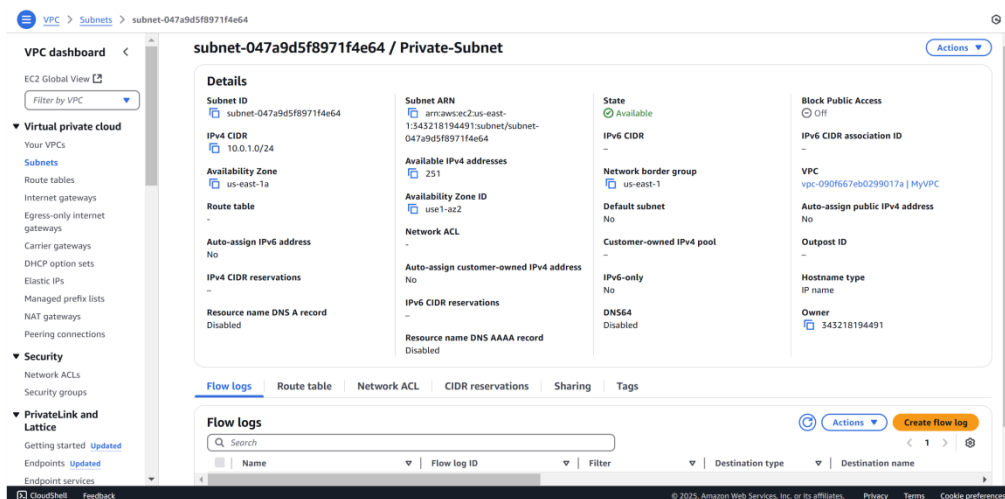 VPC > Subnets > subnet-047a9d5f8971f4e64
VPC dashboard
EC2 Global View
Filter by VPC
Virtual private cloud
Your VPCs
Subnets
Route tables
Internet gateways
Egress-only internet
gateways
Carrier gateways
DHCP option sets
Elastic IPs
Managed prefix lists
NAT gateways
Peering connections
Security
Network ACLs
Security groups
PrivateLink and
Lattice
Getting started Updated
Endpoints Updated
Endpoint services
subnet-047a9d5f8971f4e64 / Private-Subnet
Actions
Details
Subnet ID
subnet-047a9d5f8971f4e64
IPv4 CIDR
10.0.1.0/24
Availability Zone
us-east-1a
Route table
-
Auto-assign IPv6 address
No
IPv4 CIDR reservations
–
Resource name DNS A record
Disabled
Subnet ARN
arn:aws:ec2:us-east-
1:343218194491:subnet/subnet-
047a9d5f8971f4e64
Available IPv4 addresses
251
Availability Zone ID
use1-az2
Network ACL
-
Auto-assign customer-owned IPv4 address
No
IPv6 CIDR reservations
–
Resource name DNS AAAA record
Disabled
State
Available
IPv6 CIDR
–
Network border group
us-east-1
Default subnet
No
Customer-owned IPv4 pool
–
IPv6-only
No
DNS64
Disabled
Block Public Access
Off
IPv6 CIDR association ID
–
VPC
vpc-090f667eb0299017a | MyVPC
Auto-assign public IPv4 address
No
Outpost ID
–
Hostname type
IP name
Owner
343218194491
Flow logs Route table Network ACL CIDR reservations Sharing Tags
Flow logs
Actions Create flow log
Search
< 1 >
Name Flow log ID Filter Destination type Destination name
CloudShell Feedback © 2025, Amazon Web Services, Inc. or its affiliates. Privacy Terms Cookie preferences